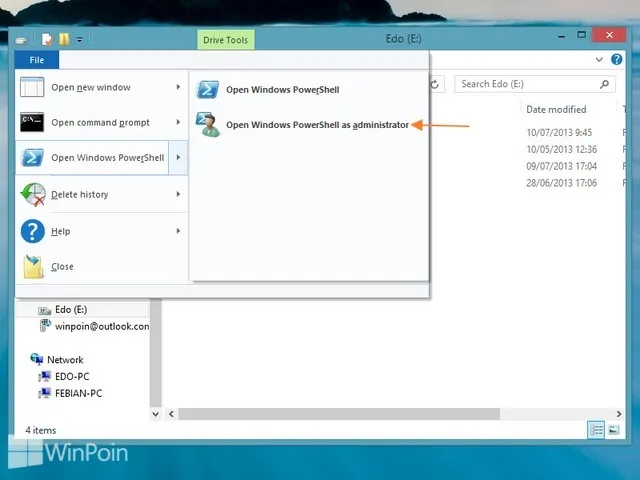 Drive Tools
Edo (E:)
File
Open new window
Open command prompt
Open Windows PowerShell
Delete history
Help
Close
Open Windows PowerShell
Open Windows PowerShell as administrator
Search Edo (E:)
Date modified
10/07/2013 9:45
10/05/2013 12:36
09/07/2013 17:04
28/06/2013 17:06
Edo (E:)
winpoin@outlook.con
Network
EDO-PC
FEBIAN-PC
4 items
WinPoin